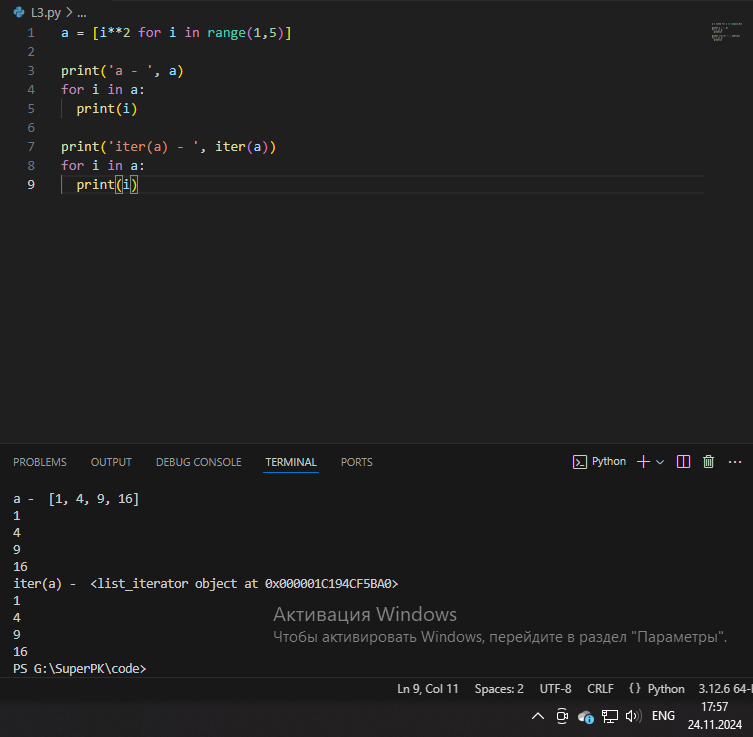 L3.py > ...
1 a = [i**2 for i in range(1,5)]
2
3 print('a - ', a)
4 for i in a:
5 print(i)
6
7 print('iter(a) - ', iter(a))
8 for i in a:
9 print(i)
PROBLEMS OUTPUT DEBUG CONSOLE TERMINAL PORTS Python
a -  [1, 4, 9, 16]
1
4
9
16
iter(a) -  <list_iterator object at 0x000001C194CF5BA0>
1
4
9
16
PS G:\SuperPK\code>
Активация Windows
Чтобы активировать Windows, перейдите в раздел "Параметры".
Ln 9, Col 11 Spaces: 2 UTF-8 CRLF {} Python 3.12.6 64-
ENG
17:57
24.11.2024